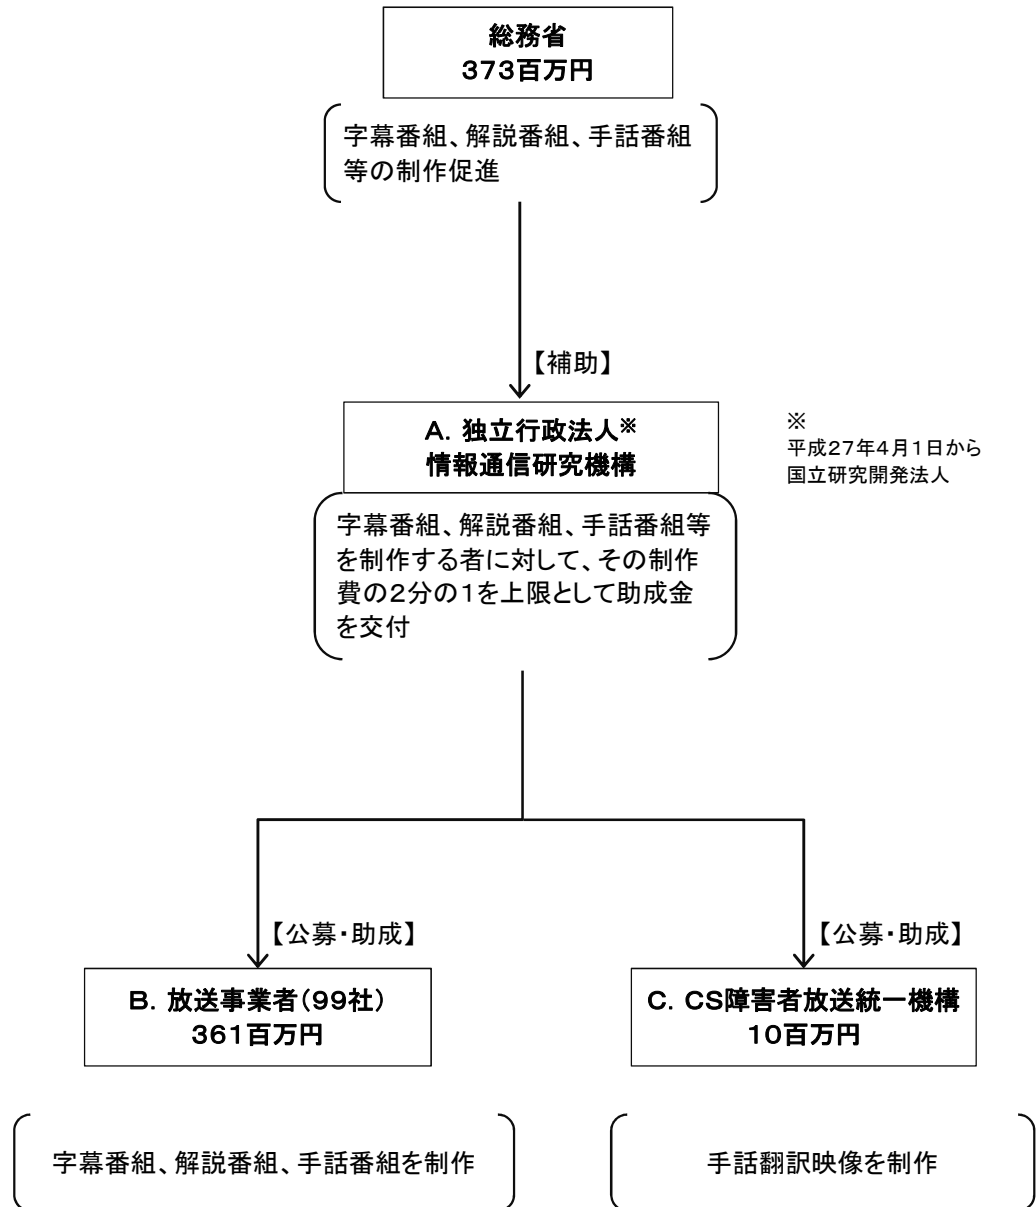 総務省
373百万円
字幕番組、解説番組、手話番組
等の制作促進
【補助】
A. 独立行政法人※
情報通信研究機構
※
平成27年4月1日から
国立研究開発法人
字幕番組、解説番組、手話番組等
を制作する者に対して、その制作
費の2分の1を上限として助成金
を交付
【公募・助成】
【公募・助成】
B. 放送事業者(99社)
361百万円
C. CS障害者放送統一機構
10百万円
字幕番組、解説番組、手話番組を制作
手話翻訳映像を制作